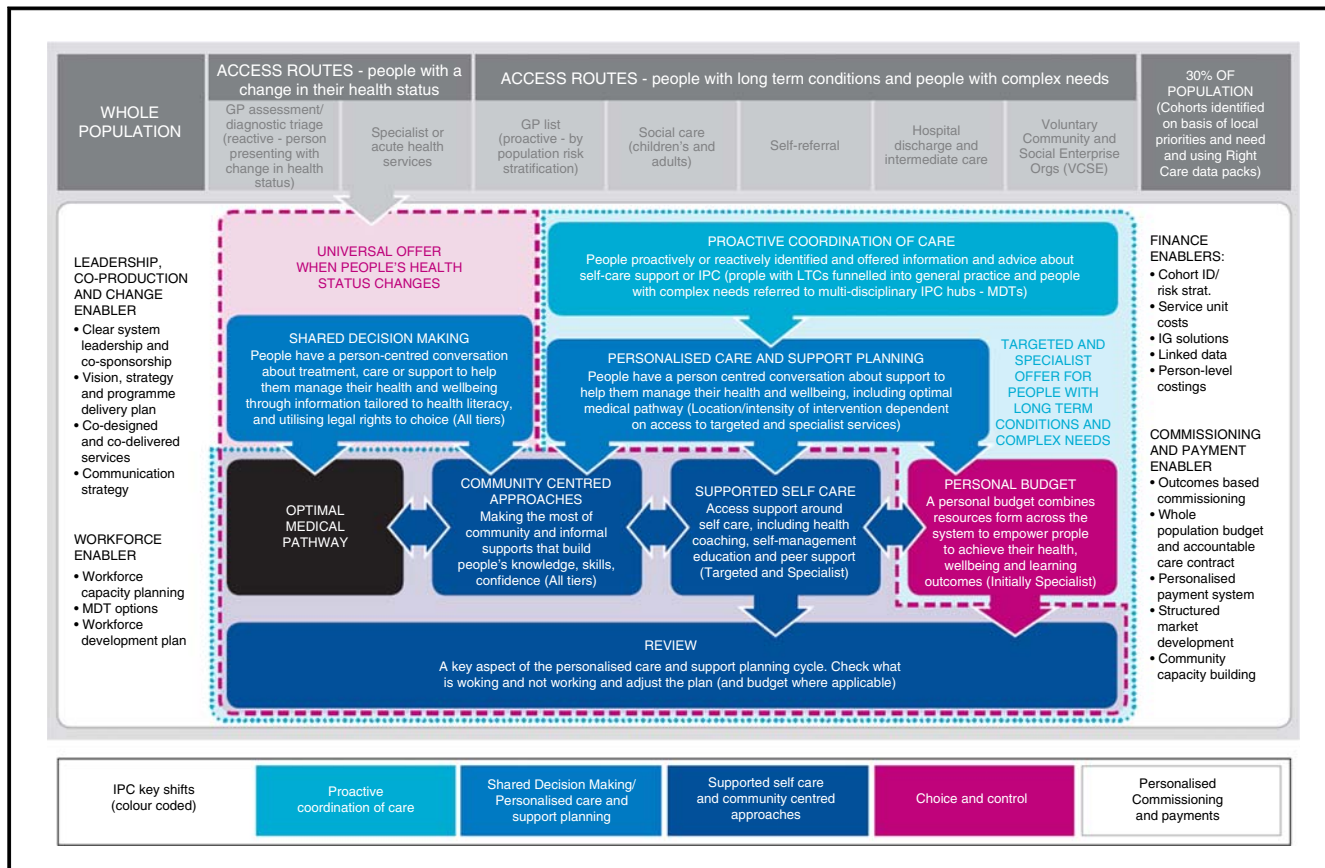 WHOLE
POPULATION
ACCESS ROUTES - people with a
change in their health status
GP assessment/
diagnostic triage
(reactive - person
presenting with
change in health
status)
Specialist or
acute health
services
ACCESS ROUTES - people with long term conditions and people with complex needs
GP list
(proactive - by
population risk
stratification)
Social care
(children's and
adults)
Self-referral
Hospital
discharge and
intermediate care
Voluntary
Community and
Social Enterprise
Orgs (VCSE)
30% OF
POPULATION
(Cohorts identified
on basis of local
priorities and need
and using Right
Care data packs)
LEADERSHIP,
CO-PRODUCTION
AND CHANGE
ENABLER
• Clear system
leadership and
co-sponsorship
• Vision, strategy
and programme
delivery plan
• Co-designed
and co-delivered
services
• Communication
strategy
WORKFORCE
ENABLER
• Workforce
capacity planning
• MDT options
• Workforce
development plan
UNIVERSAL OFFER
WHEN PEOPLE'S HEALTH
STATUS CHANGES
PROACTIVE COORDINATION OF CARE
People proactively or reactively identified and offered information and advice about
self-care support or IPC (prople with LTCs funnelled into general practice and people
with complex needs referred to multi-disciplinary IPC hubs - MDTs)
SHARED DECISION MAKING
People have a person-centred conversation
about treatment, care or support to help
them manage their health and wellbeing
through information tailored to health literacy,
and utilising legal rights to choice (All tiers)
PERSONALISED CARE AND SUPPORT PLANNING
People have a person centred conversation about support to
help them manage their health and wellbeing, including optimal
medical pathway (Location/intensity of intervention dependent
on access to targeted and specialist services)
TARGETED AND
SPECIALIST
OFFER FOR
PEOPLE WITH
LONG TERM
CONDITIONS AND
COMPLEX NEEDS
OPTIMAL
MEDICAL
PATHWAY
COMMUNITY CENTRED
APPROACHES
Making the most of
community and informal
supports that build
people's knowledge, skills,
confidence (All tiers)
SUPPORTED SELF CARE
Access support around
self care, including health
coaching, self-management
education and peer support
(Targeted and Specialist)
PERSONAL BUDGET
A personal budget combines
resources form across the
system to empower prople
to achieve their health,
wellbeing and learning
outcomes (Initially Specialist)
REVIEW
A key aspect of the personalised care and support planning cycle. Check what
is woking and not working and adjust the plan (and budget where applicable)
FINANCE
ENABLERS:
• Cohort ID/
risk strat.
• Service unit
costs
• IG solutions
• Linked data
• Person-level
costings
COMMISSIONING
AND PAYMENT
ENABLER
• Outcomes based
commissioning
• Whole
population budget
and accountable
care contract
• Personalised
payment system
• Structured
market
development
• Community
capacity building
IPC key shifts
(colour coded)
Proactive
coordination of care
Shared Decision Making/
Personalised care and
support planning
Supported self care
and community centred
approaches
Choice and control
Personalised
Commissioning
and payments